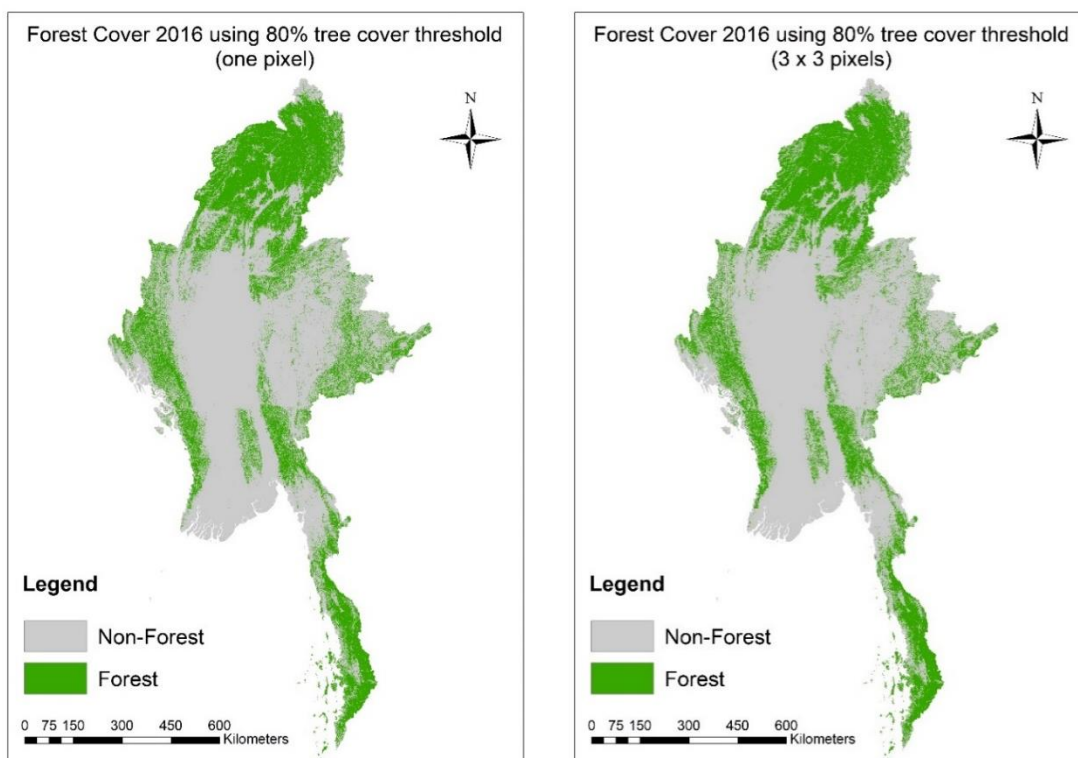 Forest Cover 2016 using 80% tree cover threshold
(one pixel)
N
Legend
Non-Forest
Forest
0 75 150 300 450 600
Kilometers
Forest Cover 2016 using 80% tree cover threshold
(3 x 3 pixels)
N
Legend
Non-Forest
Forest
0 75 150 300 450 600
Kilometers